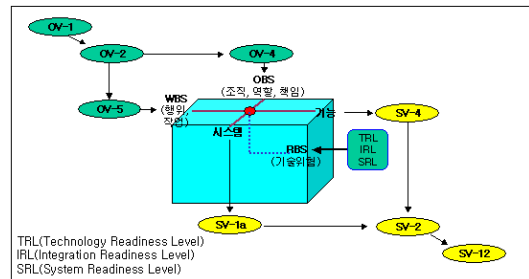 OV-1
OV-2
OV-4
OBS
(조직, 역할, 책임)
OV-5
WBS
(행위,
작업)
기능
SV-4
시스템
RBS
(기술위험)
TRL
IRL
SRL
SV-1a
SV-2
SV-12
TRL(Technology Readiness Level)
IRL(Integration Readiness Level)
SRL(System Readiness Level)